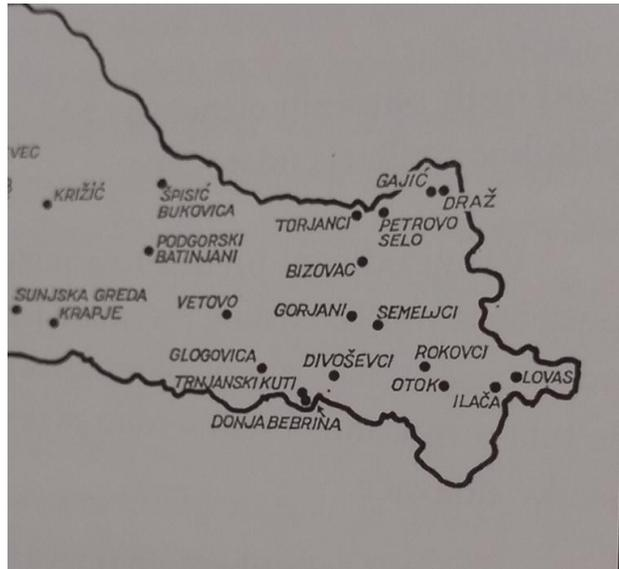 VEC
KRIŽIĆ
ŠPISIĆ
BUKOVICA
GAJIĆ
DRAŽ
TORJANCI
PETROVO
SELO
PODGORSKI
BATINJANI
BIZOVAC
SUNJSKA GREDA
KRAPJE
VETOVO
GORJANI
SEMELJCI
GLOGOVICA
DIVOŠEVCI
ROKOVCI
TRNJANSKI KUTI
OTOK
LOVAS
ILAČA
DONJA BEBRINA